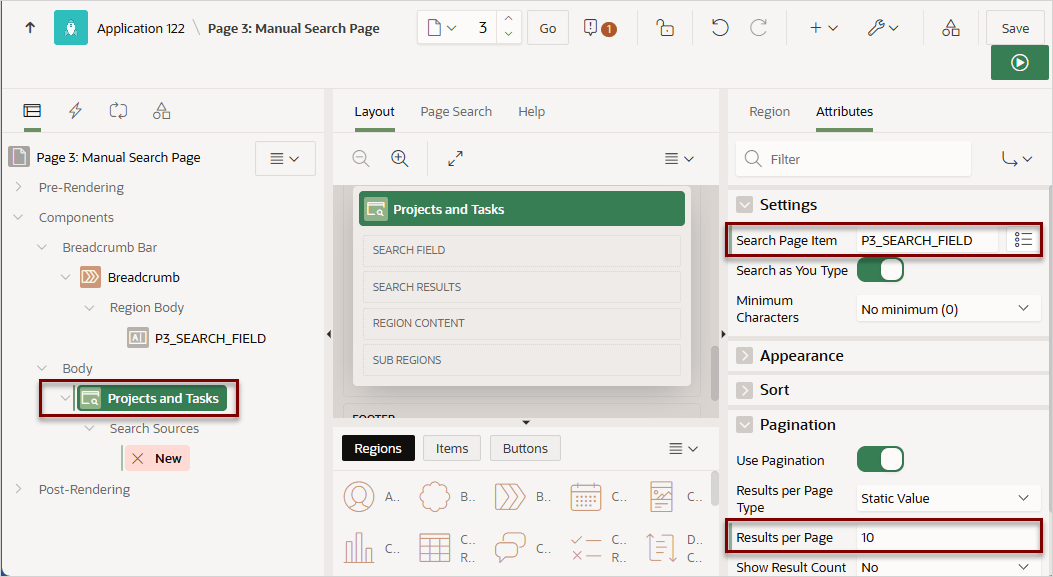 Application 122 \ Page 3: Manual Search Page
3
Go
1
Save
Layout
Page Search
Help
Region
Attributes
Page 3: Manual Search Page
Pre-Rendering
Components
Breadcrumb Bar
Breadcrumb
Region Body
P3_SEARCH_FIELD
Body
Projects and Tasks
Search Sources
New
Post-Rendering
Projects and Tasks
SEARCH FIELD
SEARCH RESULTS
REGION CONTENT
SUB REGIONS
FOOTER
Regions
Items
Buttons
A..
B..
B..
C..
C..
C..
C..
R..
C..
C..
R..
D..
C..
Filter
Settings
Search Page Item
P3_SEARCH_FIELD
Search as You Type
Minimum
Characters
No minimum (0)
Appearance
Sort
Pagination
Use Pagination
Results per Page
Type
Static Value
Results per Page
10
Show Result Count
No